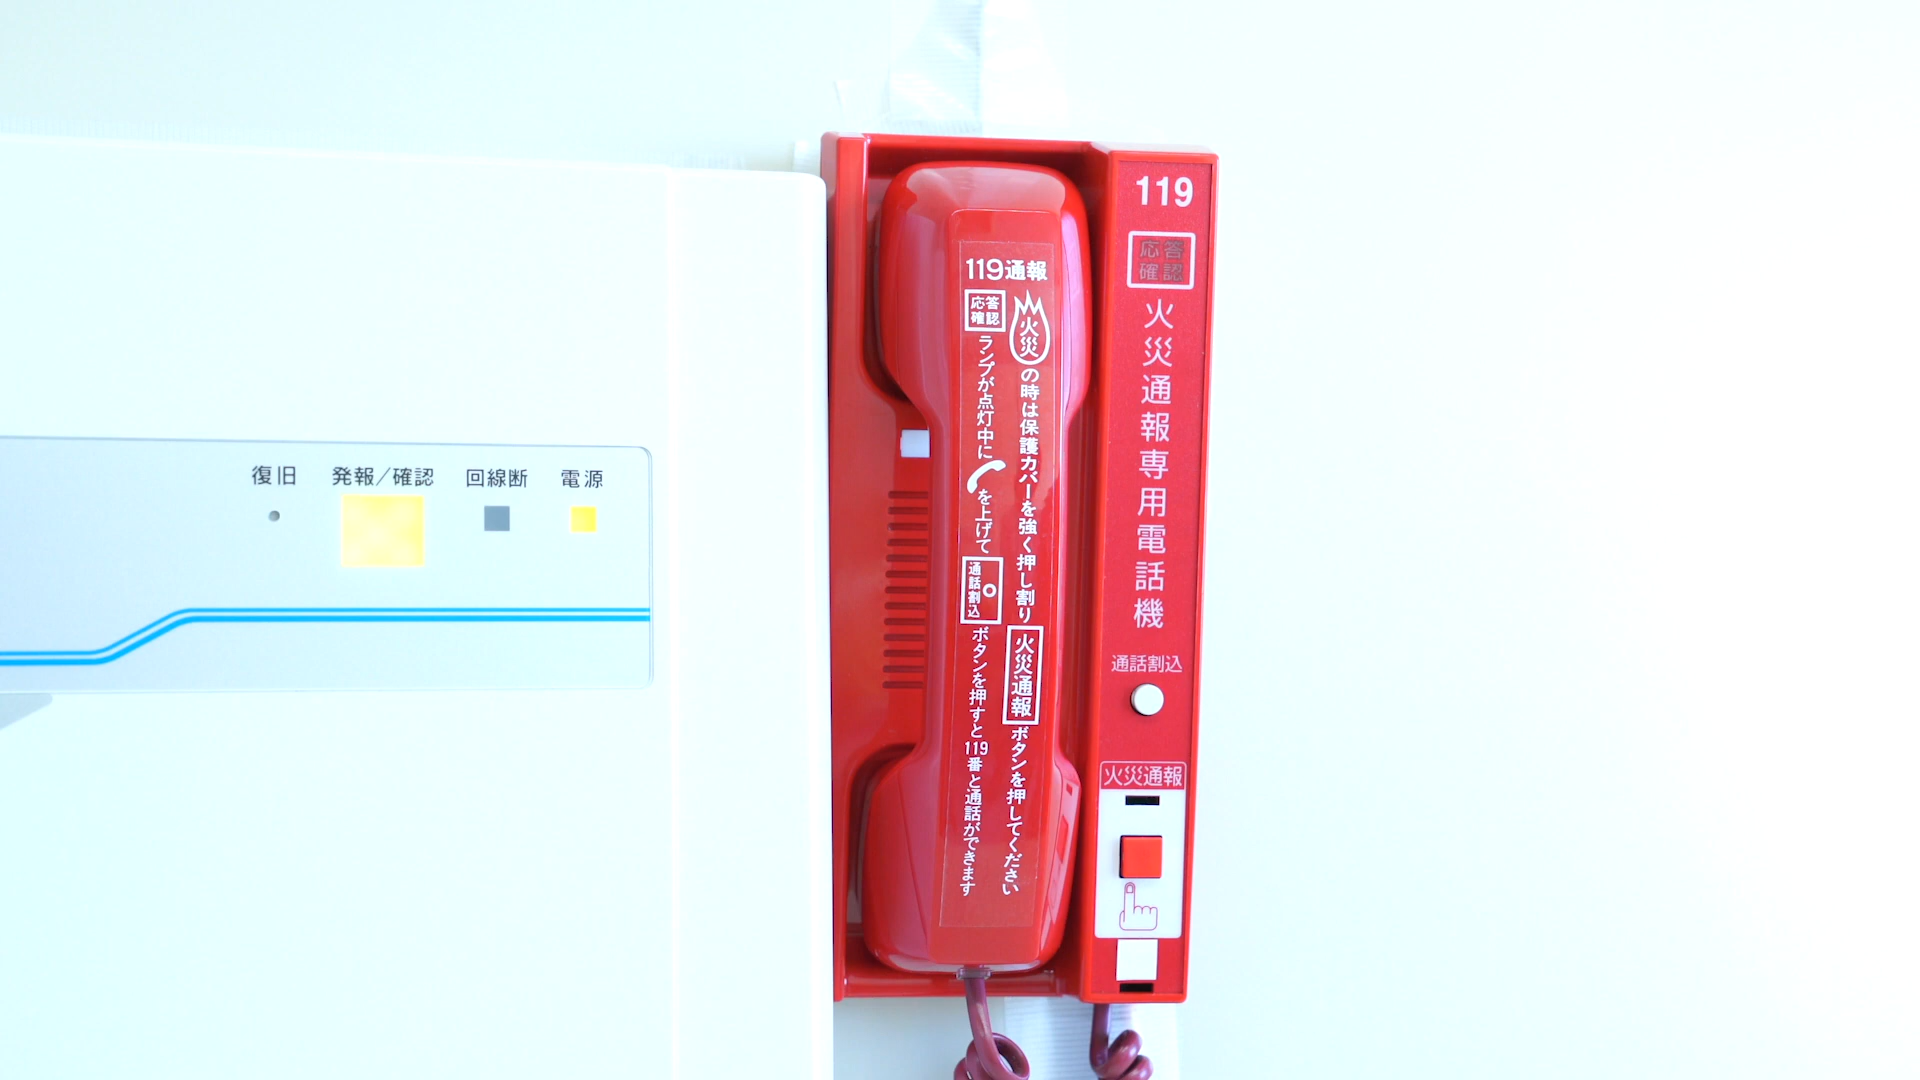 復旧
発報/確認
回線断
電源
119通報
火災の時は保護カバーを強く押し割り火災通報ボタンを押してください
応答確認ランプが点灯中にを上げて通話割込ボタンを押すと119番と通話ができます
119
応答
確認
火災通報専用電話機
通話割込
火災通報